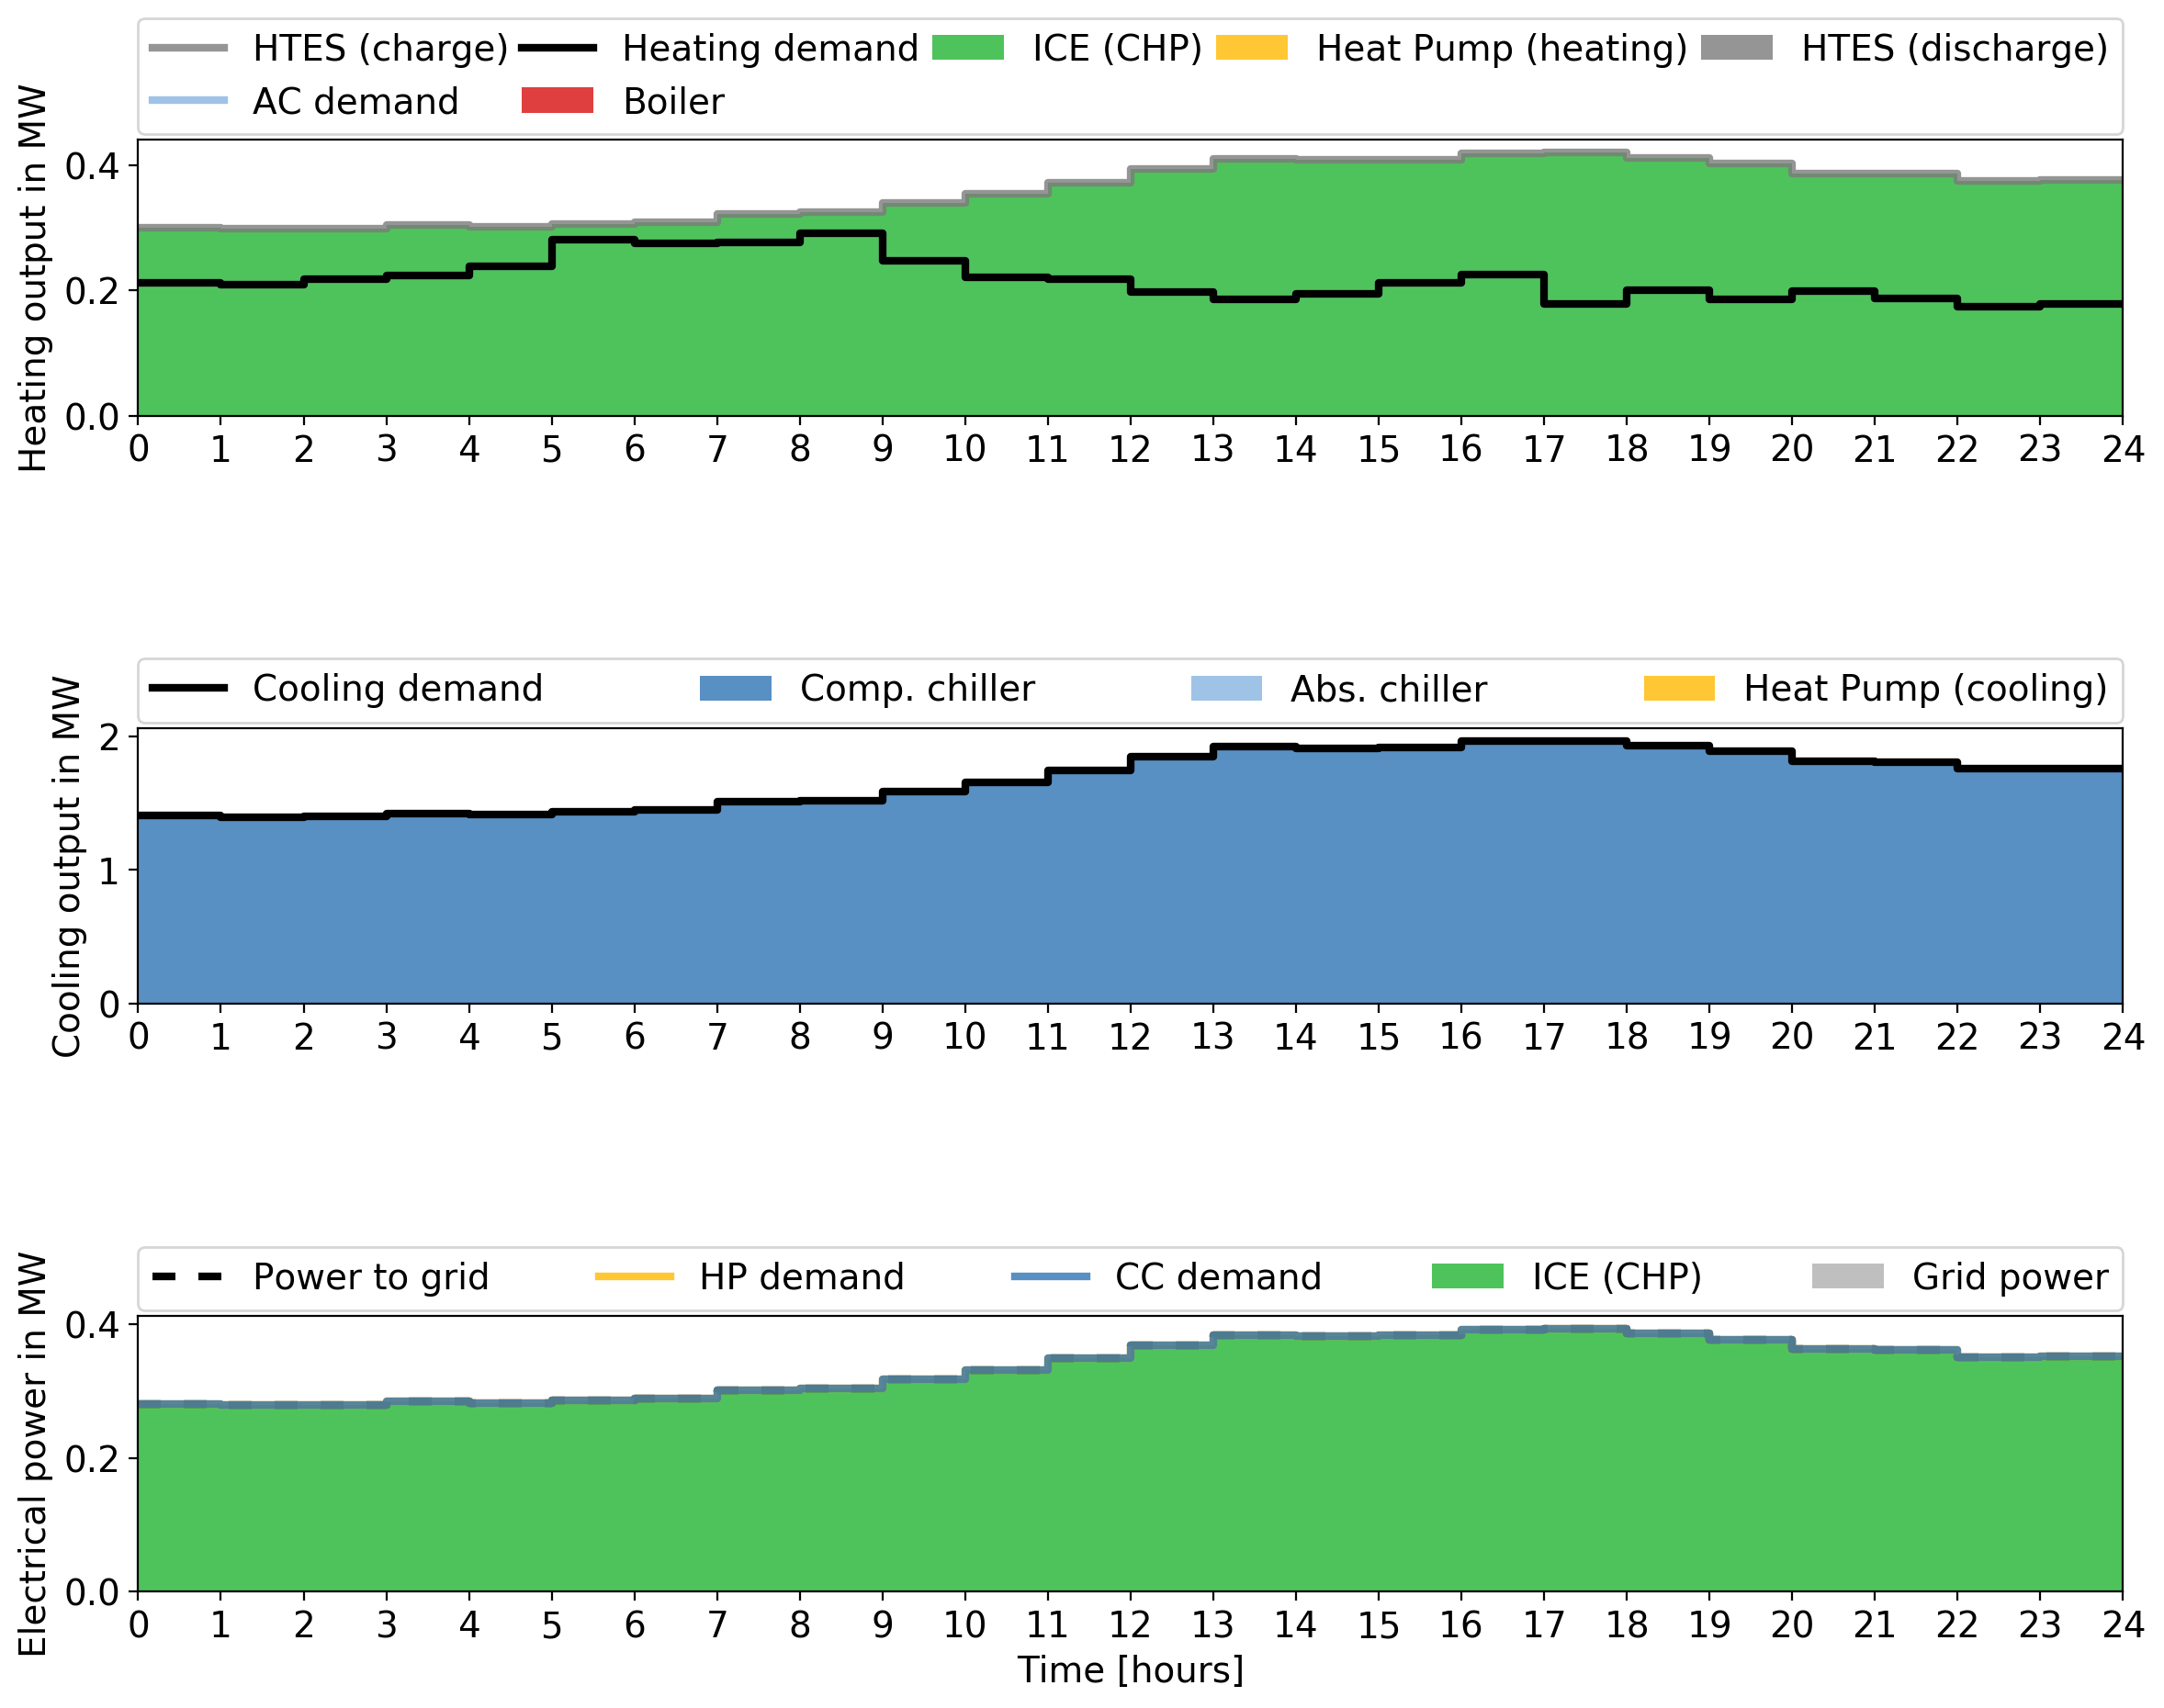 HTES (charge) Heating demand ICE (CHP) Heat Pump (heating) HTES (discharge)
AC demand Boiler
Heating output in MW
0.4
0.2
0.0
0 1 2 3 4 5 6 7 8 9 10 11 12 13 14 15 16 17 18 19 20 21 22 23 24
Cooling demand Comp. chiller Abs. chiller Heat Pump (cooling)
Cooling output in MW
2
1
0
0 1 2 3 4 5 6 7 8 9 10 11 12 13 14 15 16 17 18 19 20 21 22 23 24
Power to grid HP demand CC demand ICE (CHP) Grid power
Electrical power in MW
0.4
0.2
0.0
0 1 2 3 4 5 6 7 8 9 10 11 12 13 14 15 16 17 18 19 20 21 22 23 24
Time [hours]